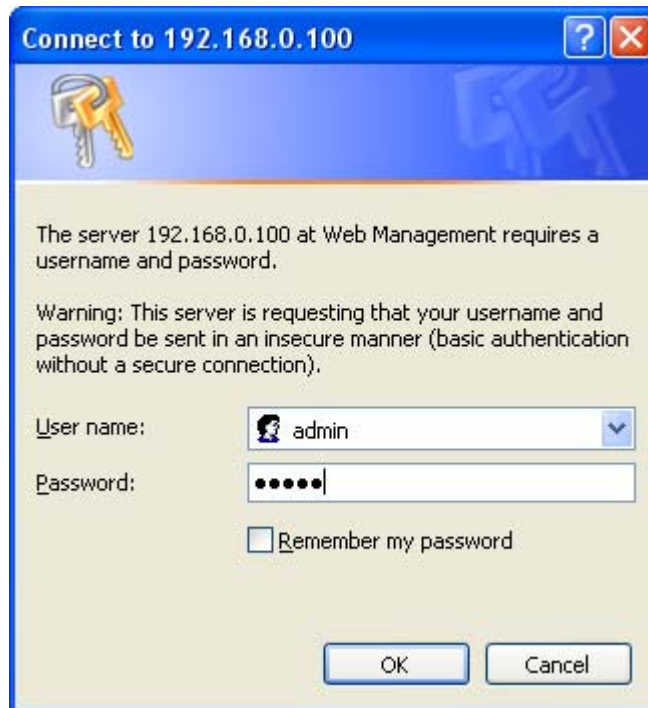 Connect to 192.168.0.100
The server 192.168.0.100 at Web Management requires a
username and password.
Warning: This server is requesting that your username and
password be sent in an insecure manner (basic authentication
without a secure connection).
User name:
admin
Password:
•••••
Remember my password
OK
Cancel